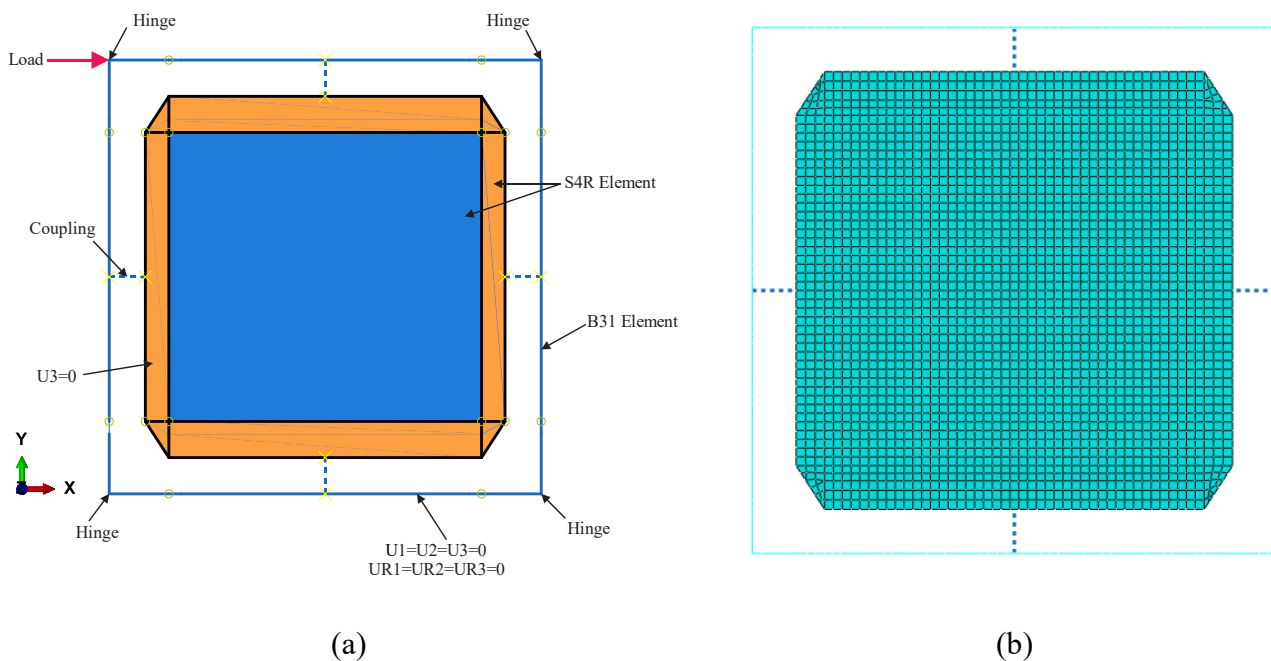 Hinge
Hinge
Load
S4R Element
Coupling
B31 Element
U3=0
Y
Z
X
Hinge
Hinge
U1=U2=U3=0
UR1=UR2=UR3=0
(a)
(b)